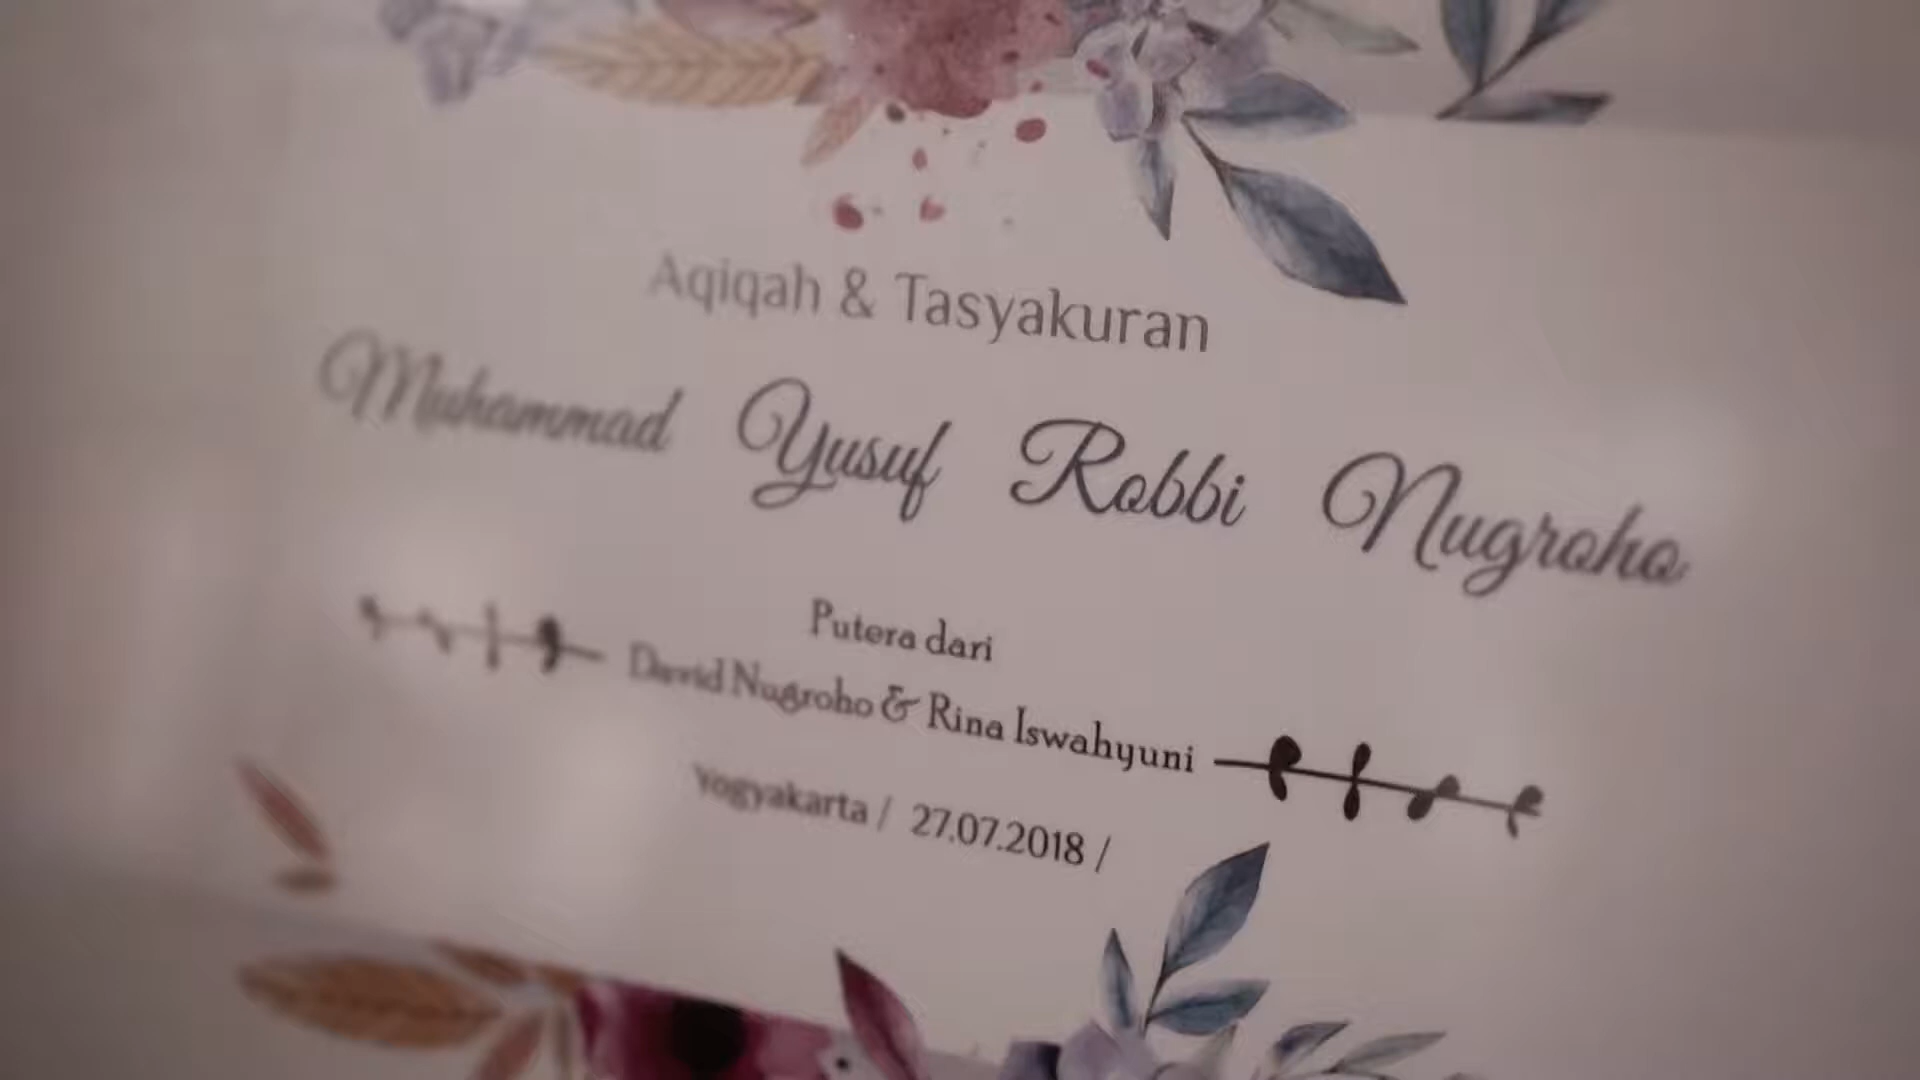 Aqiqah & Tasyakuran
Muhammad Yusuf Robbi Nugroho
Putera dari
David Nugroho & Rina Iswahyuni
Yogyakarta / 27.07.2018 /